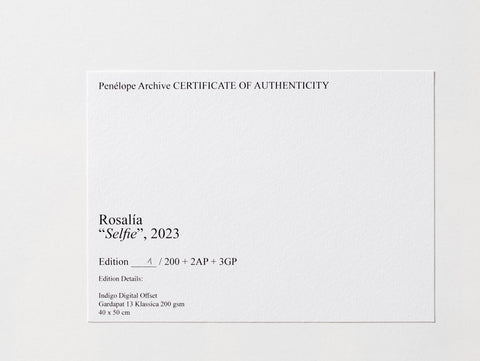 Penélope Archive CERTIFICATE OF AUTHENTICITY
Rosalía
“Selfie”, 2023
Edition 1 / 200 + 2AP + 3GP
Edition Details:
Indigo Digital Offset
Gardapat 13 Klassica 200 gsm
40 x 50 cm